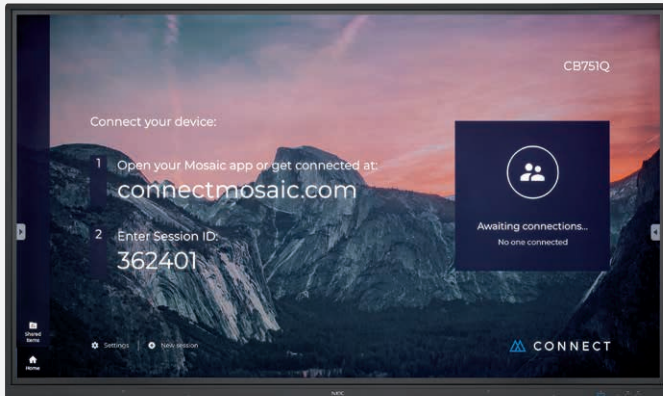 CB751Q
Connect your device:
1 Open your Mosaic app or get connected at:
connectmosaic.com
2 Enter Session ID:
362401
Awaiting connections...
No one connected
Shared
Items
Home
Settings
New session
CONNECT
NEC